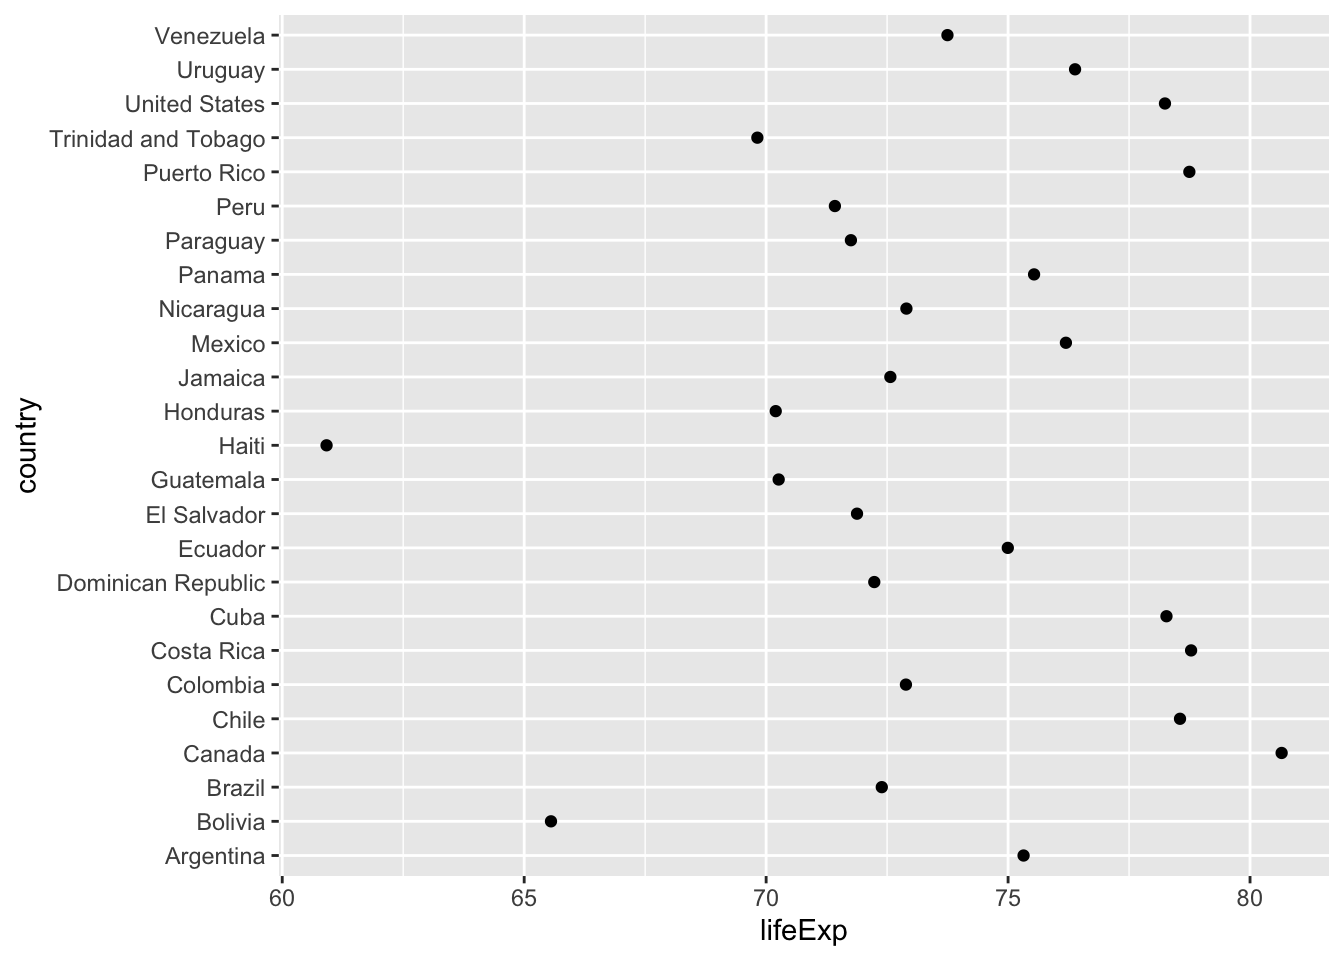 Venezuela
Uruguay
United States
Trinidad and Tobago
Puerto Rico
Peru
Paraguay
Panama
Nicaragua
Mexico
Jamaica
Honduras
Haiti
Guatemala
El Salvador
Ecuador
Dominican Republic
Cuba
Costa Rica
Colombia
Chile
Canada
Brazil
Bolivia
Argentina
country
60 65 70 75 80
lifeExp